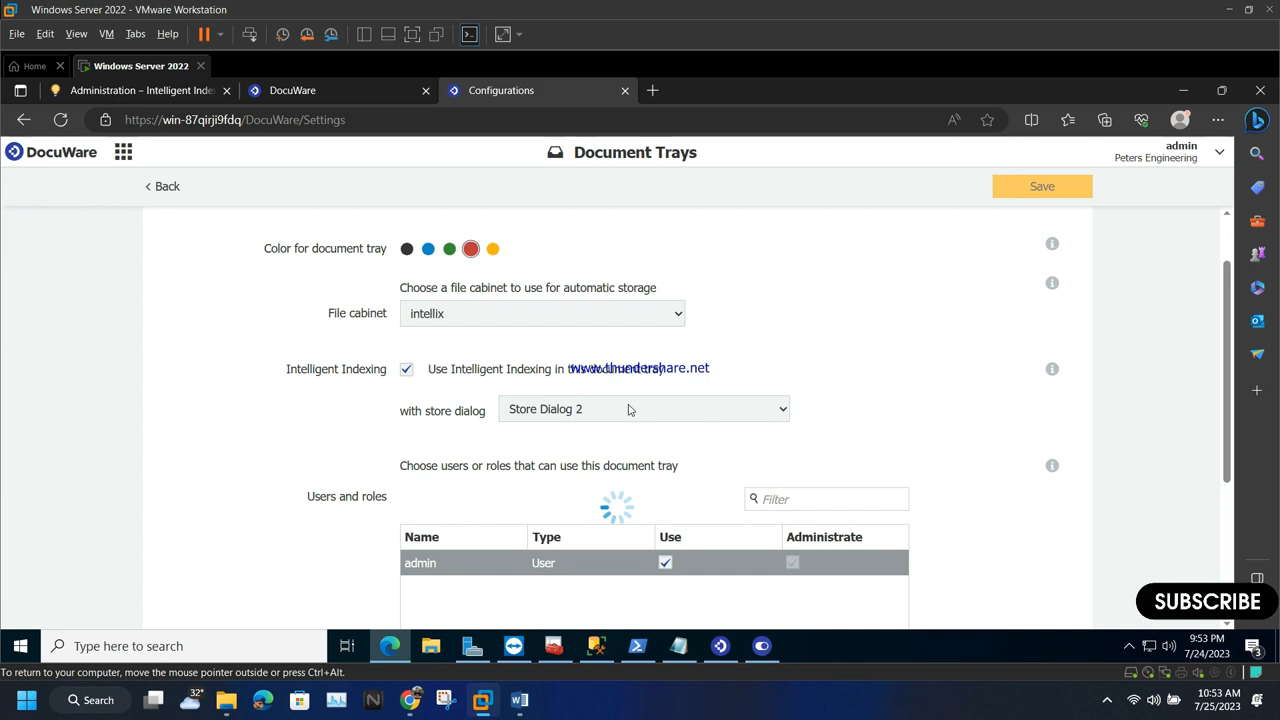 Windows Server 2022 - VMware Workstation
File Edit View VM Tabs Help
Home Windows Server 2022
Administration – Intelligent Index DocuWare Configurations
https://win-87qirji9fdq/DocuWare/Settings
DocuWare Document Trays admin
Peters Engineering
Back Save
Color for document tray
Choose a file cabinet to use for automatic storage
File cabinet intellix
Intelligent Indexing Use Intelligent Indexing in this document tray
www.thundershare.net
with store dialog Store Dialog 2
Choose users or roles that can use this document tray
Users and roles Filter
Name Type Use Administrate
admin User
SUBSCRIBE
Type here to search 9:53 PM
7/24/2023
3
To return to your computer, move the mouse pointer outside or press Ctrl+Alt.
Search 32° 10:53 AM
7/25/2023